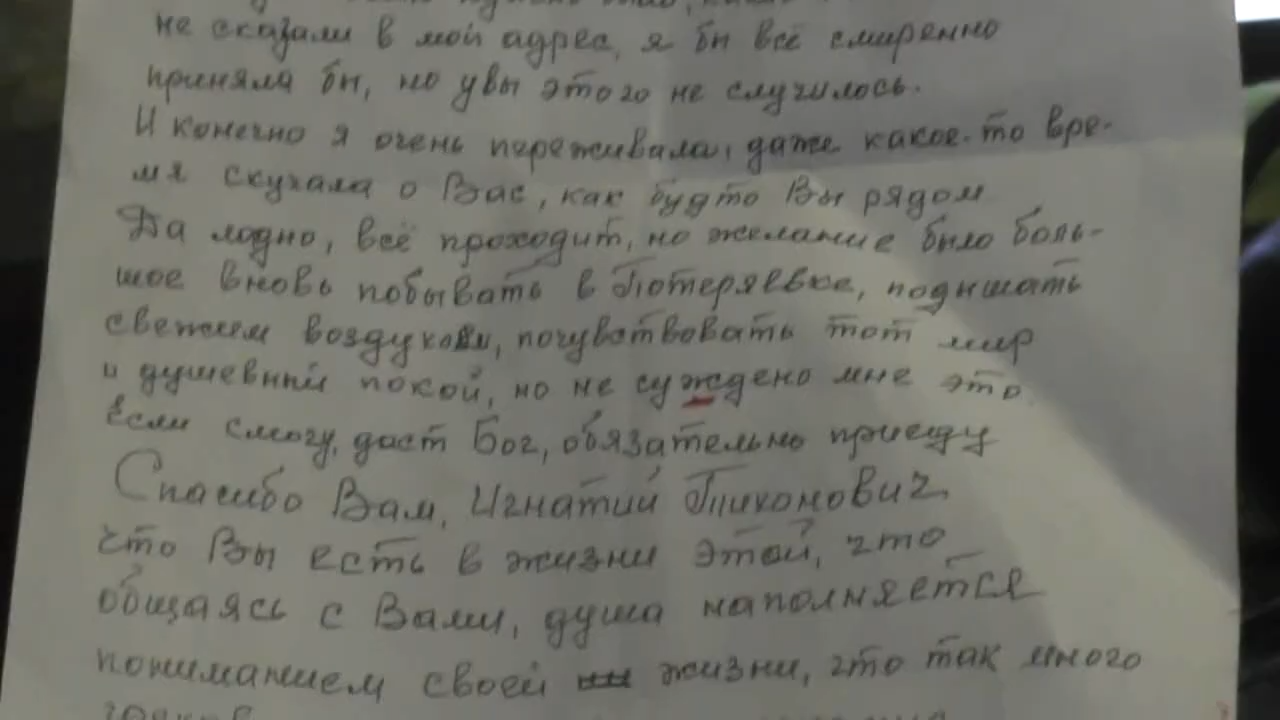 не сказали в мой адрес, я бы всё смиренно
приняла бы, но увы этого не случилось.
И конечно я очень переживала, даже какое-то вре-
мя скучала о Вас, как будто Вы рядом
Да ладно, всё проходит, но желание было боль-
шое вновь побывать в Потеряевке, подышать
свежим воздухом, почувствовать тот мир
и душевный покой, но не суждено мне это.
Если смогу, даст Бог, обязательно приеду
Спасибо Вам, Игнатий Тихонович,
что Вы есть в жизни этой, что
общаясь с Вами, душа наполняется
пониманием своей жизни, что так много